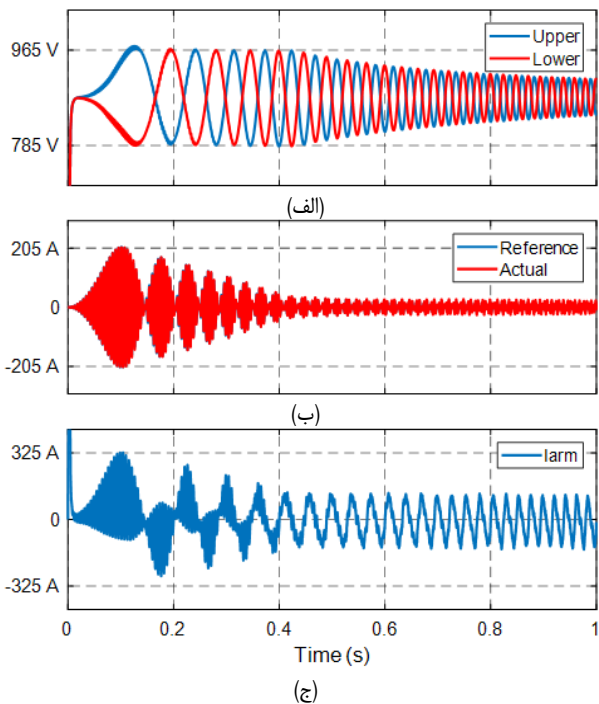 965 V
785 V
Upper
Lower
(الف)
205 A
0
-205 A
Reference
Actual
(ب)
325 A
0
-325 A
Iarm
0
0.2
0.4
0.6
0.8
1
Time (s)
(ج)